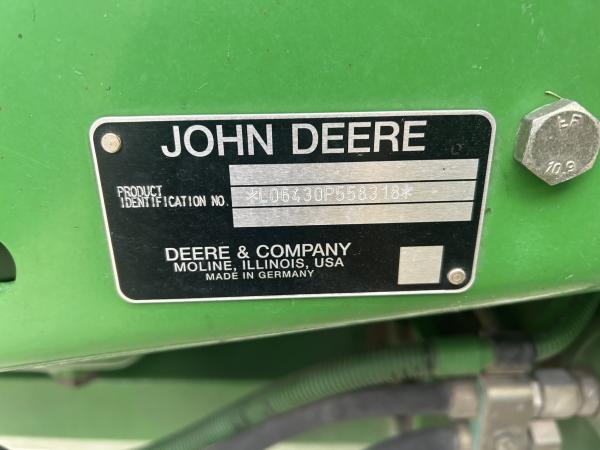 JOHN DEERE
PRODUCT
IDENTIFICATION NO.
*L06430P558318*
DEERE & COMPANY
MOLINE, ILLINOIS, USA
MADE IN GERMANY
10.9